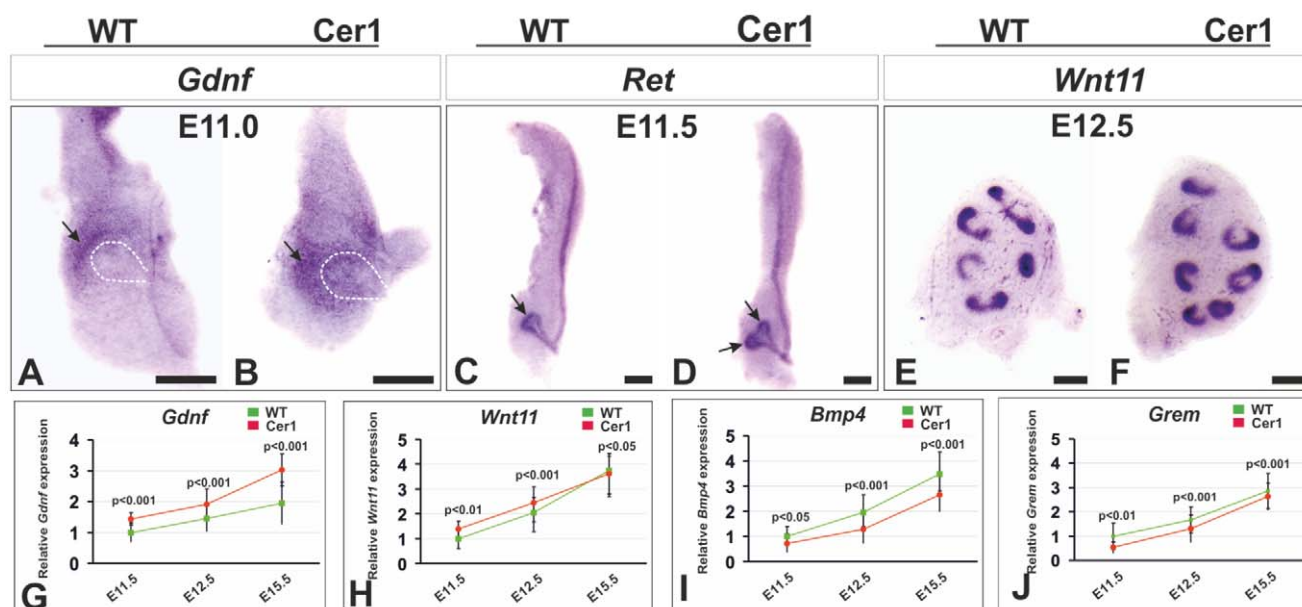 WT Cer1 WT Cer1 WT Cer1
Gdnf Ret Wnt11
E11.0 E11.5 E12.5
A B C D E F
Gdnf
WT
Cer1
Relative Gdnf expression
4
3
2
1
0
p<0.001
p<0.001
p<0.001
E11.5 E12.5 E15.5
G
Wnt11
WT
Cer1
Relative Wnt11 expression
5
4
3
2
1
0
p<0.01
p<0.001
p<0.05
E11.5 E12.5 E15.5
H
Bmp4
WT
Cer1
Relative Bmp4 expression
5
4
3
2
1
0
p<0.05
p<0.001
p<0.001
E11.5 E12.5 E15.5
I
Grem
WT
Cer1
Relative Grem expression
5
4
3
2
1
0
p<0.01
p<0.001
p<0.001
E11.5 E12.5 E15.5
J